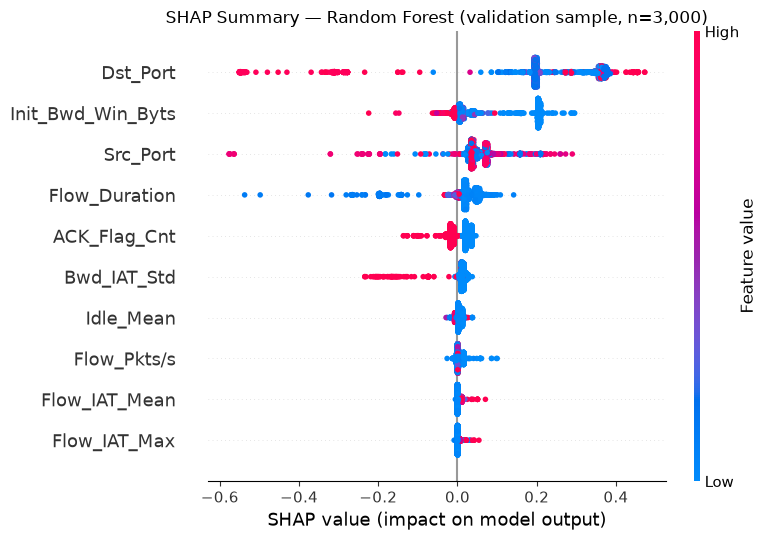 SHAP Summary — Random Forest (validation sample, n=3,000)
High
Dst_Port
Init_Bwd_Win_Byts
Src_Port
Flow_Duration
ACK_Flag_Cnt
Bwd_IAT_Std
Idle_Mean
Flow_Pkts/s
Flow_IAT_Mean
Flow_IAT_Max
Feature value
Low
−0.6 −0.4 −0.2 0.0 0.2 0.4
SHAP value (impact on model output)